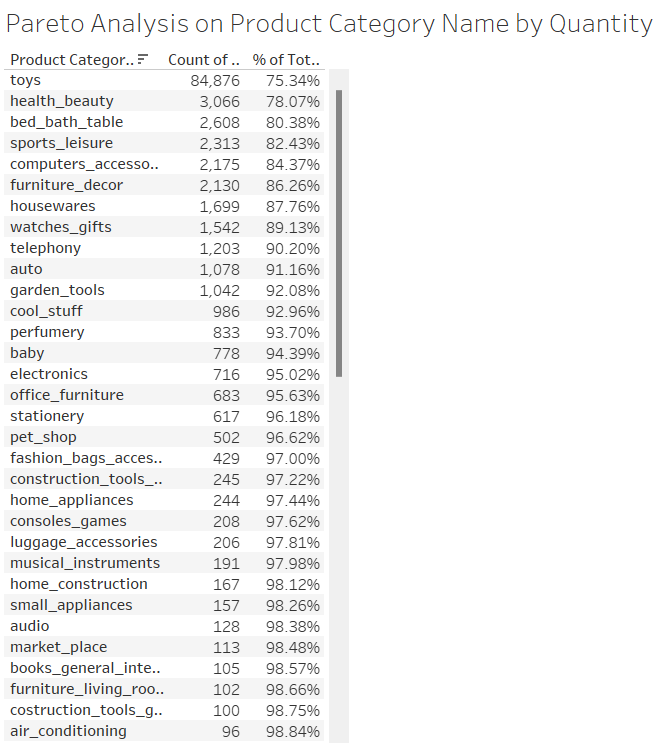 Pareto Analysis on Product Category Name by Quantity
Product Categor.. Count of .. % of Tot..
toys 84,876 75.34%
health_beauty 3,066 78.07%
bed_bath_table 2,608 80.38%
sports_leisure 2,313 82.43%
computers_accesso.. 2,175 84.37%
furniture_decor 2,130 86.26%
housewares 1,699 87.76%
watches_gifts 1,542 89.13%
telephony 1,203 90.20%
auto 1,078 91.16%
garden_tools 1,042 92.08%
cool_stuff 986 92.96%
perfumery 833 93.70%
baby 778 94.39%
electronics 716 95.02%
office_furniture 683 95.63%
stationery 617 96.18%
pet_shop 502 96.62%
fashion_bags_acces.. 429 97.00%
construction_tools_.. 245 97.22%
home_appliances 244 97.44%
consoles_games 208 97.62%
luggage_accessories 206 97.81%
musical_instruments 191 97.98%
home_construction 167 98.12%
small_appliances 157 98.26%
audio 128 98.38%
market_place 113 98.48%
books_general_inte.. 105 98.57%
furniture_living_roo.. 102 98.66%
costruction_tools_g.. 100 98.75%
air_conditioning 96 98.84%